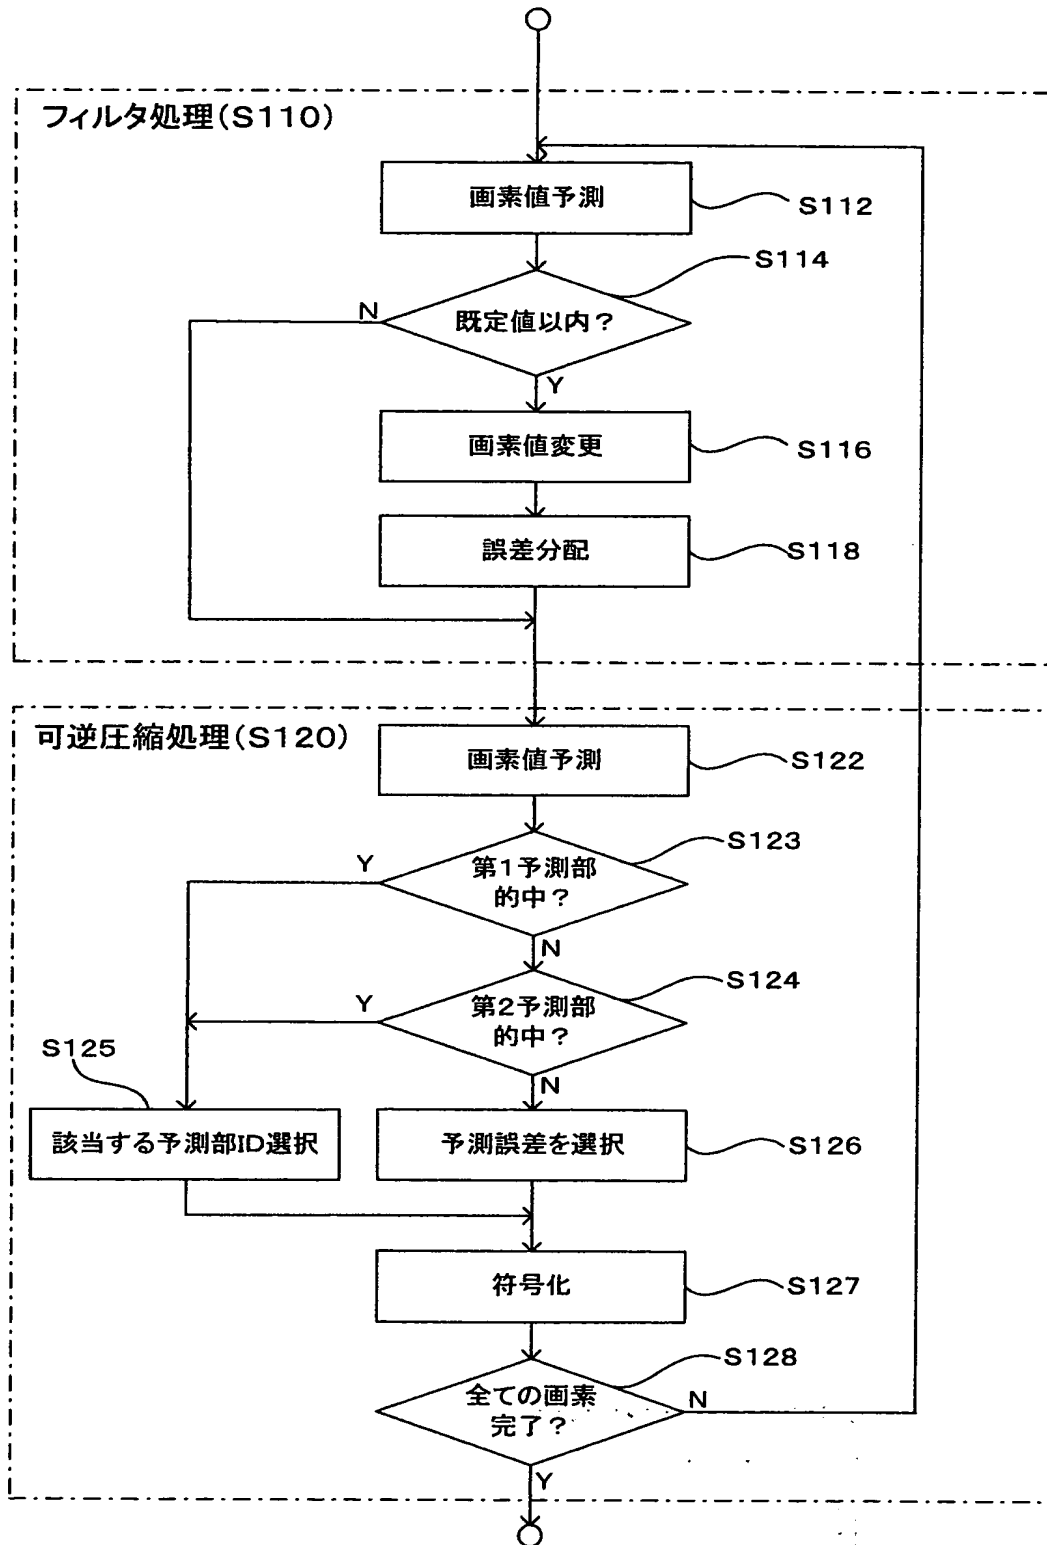 フィルタ処理(S110)
画素値予測
S112
S114
N
既定値以内？
Y
画素値変更
S116
誤差分配
S118
可逆圧縮処理(S120)
画素値予測
S122
S123
Y
第1予測部
的中？
N
S124
Y
第2予測部
的中？
S125
N
該当する予測部ID選択
予測誤差を選択
S126
符号化
S127
S128
全ての画素
完了？
N
Y